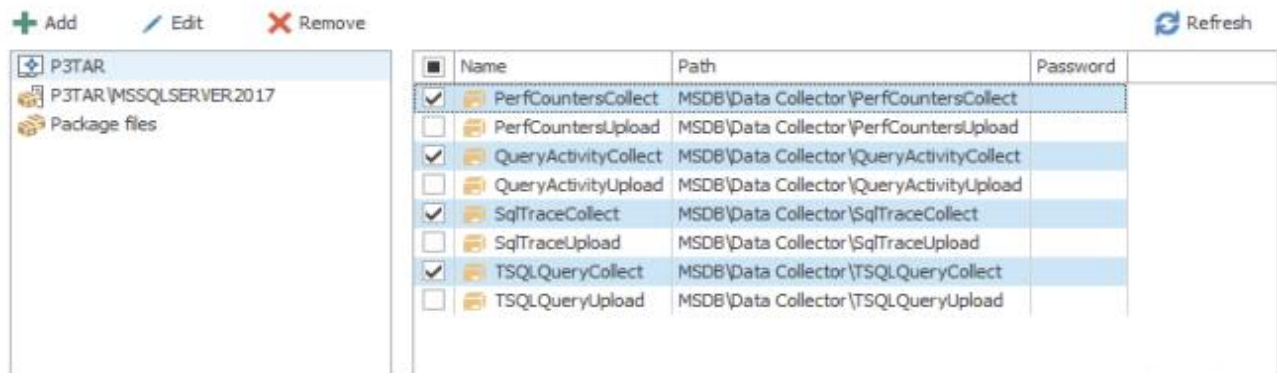 Add Edit Remove Refresh
P3TAR
P3TAR\MSSQLSERVER2017
Package files
Name Path Password
PerfCountersCollect MSDB\Data Collector\PerfCountersCollect
PerfCountersUpload MSDB\Data Collector\PerfCountersUpload
QueryActivityCollect MSDB\Data Collector\QueryActivityCollect
QueryActivityUpload MSDB\Data Collector\QueryActivityUpload
SqlTraceCollect MSDB\Data Collector\SqlTraceCollect
SqlTraceUpload MSDB\Data Collector\SqlTraceUpload
TSQLQueryCollect MSDB\Data Collector\TSQLQueryCollect
TSQLQueryUpload MSDB\Data Collector\TSQLQueryUpload